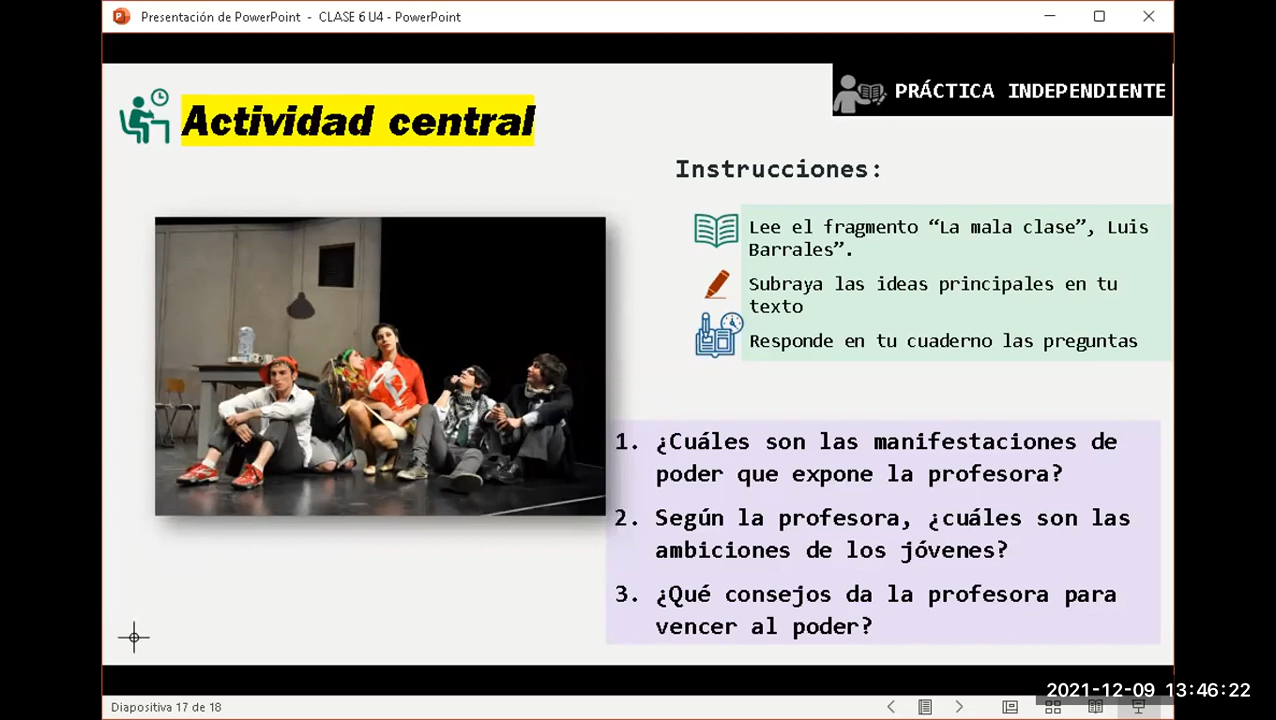 Presentación de PowerPoint - CLASE 6 U4 - PowerPoint
PRÁCTICA INDEPENDIENTE
Actividad central
Instrucciones:
Lee el fragmento “La mala clase”, Luis
Barrales”.
Subraya las ideas principales en tu
texto
Responde en tu cuaderno las preguntas
1. ¿Cuáles son las manifestaciones de
poder que expone la profesora?
2. Según la profesora, ¿cuáles son las
ambiciones de los jóvenes?
3. ¿Qué consejos da la profesora para
vencer al poder?
2021-12-09 13:46:22
Diapositiva 17 de 18